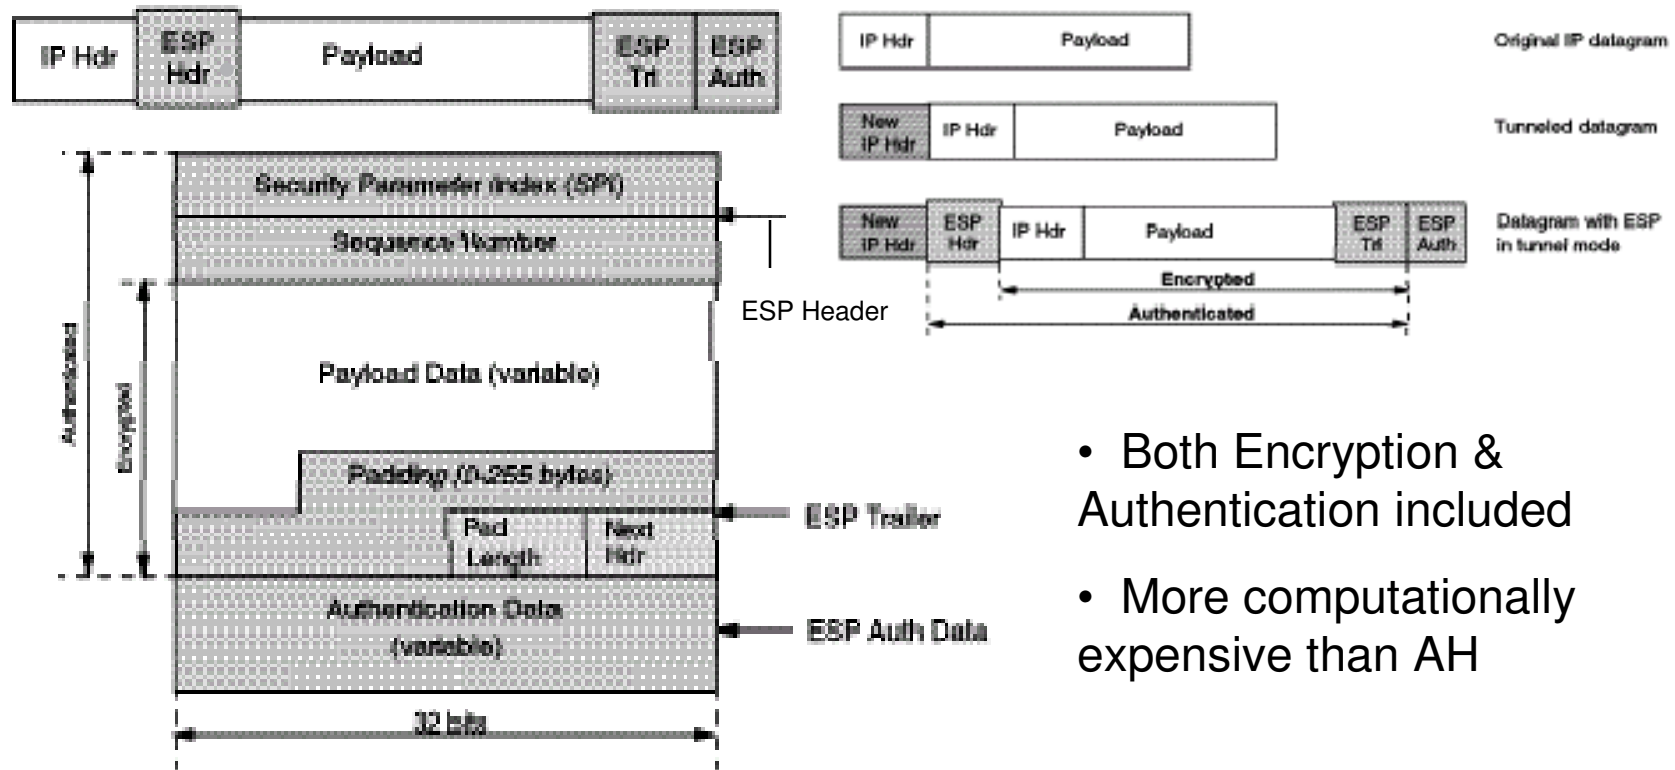 IP Hdr
ESP
Hdr
Payload
ESP
Trl
ESP
Auth
Security Parameter Index (SPI)
Sequence Number
ESP Header
Authenticated
Encrypted
Payload Data (variable)
Padding (0-255 bytes)
Pad
Length
Next
Hdr
ESP Trailer
Authentication Data
(variable)
ESP Auth Data
32 bits
IP Hdr
Payload
Original IP datagram
New
IP Hdr
IP Hdr
Payload
Tunneled datagram
New
IP Hdr
ESP
Hdr
IP Hdr
Payload
ESP
Trl
ESP
Auth
Datagram with ESP
in tunnel mode
Encrypted
Authenticated
• Both Encryption &
Authentication included
• More computationally
expensive than AH